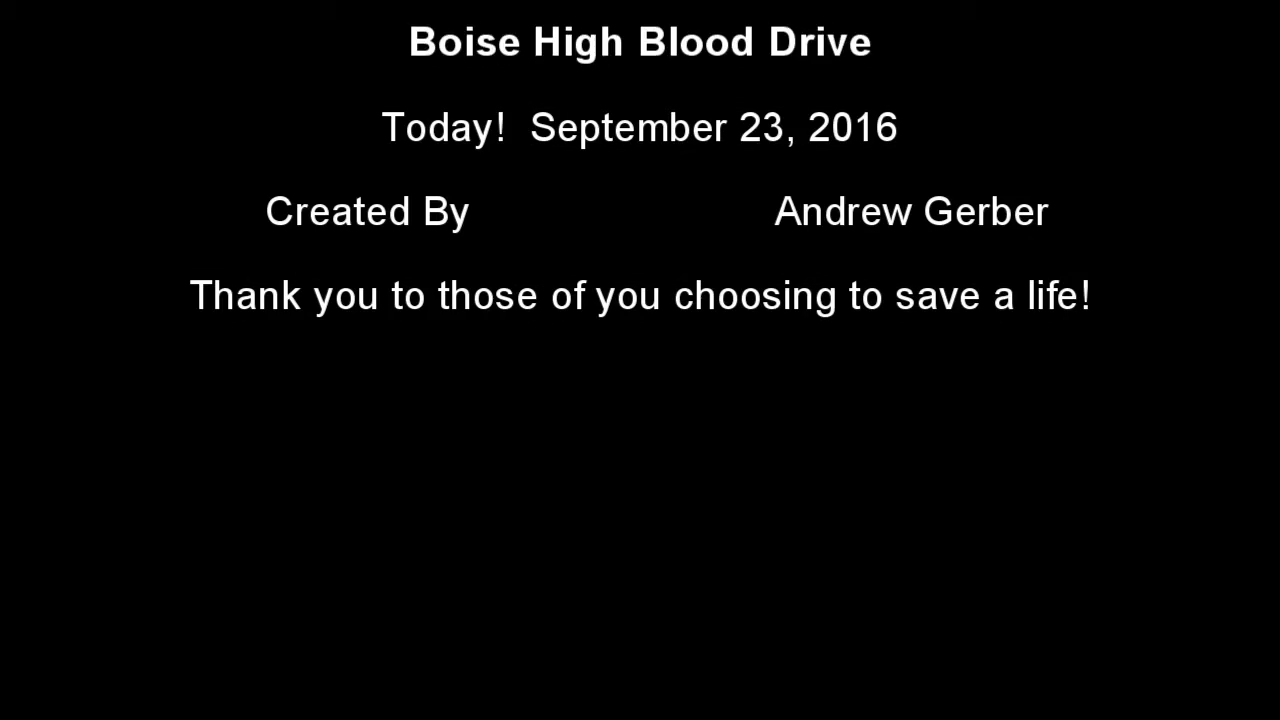 Boise High Blood Drive
Today!  September 23, 2016
Created By Andrew Gerber
Thank you to those of you choosing to save a life!